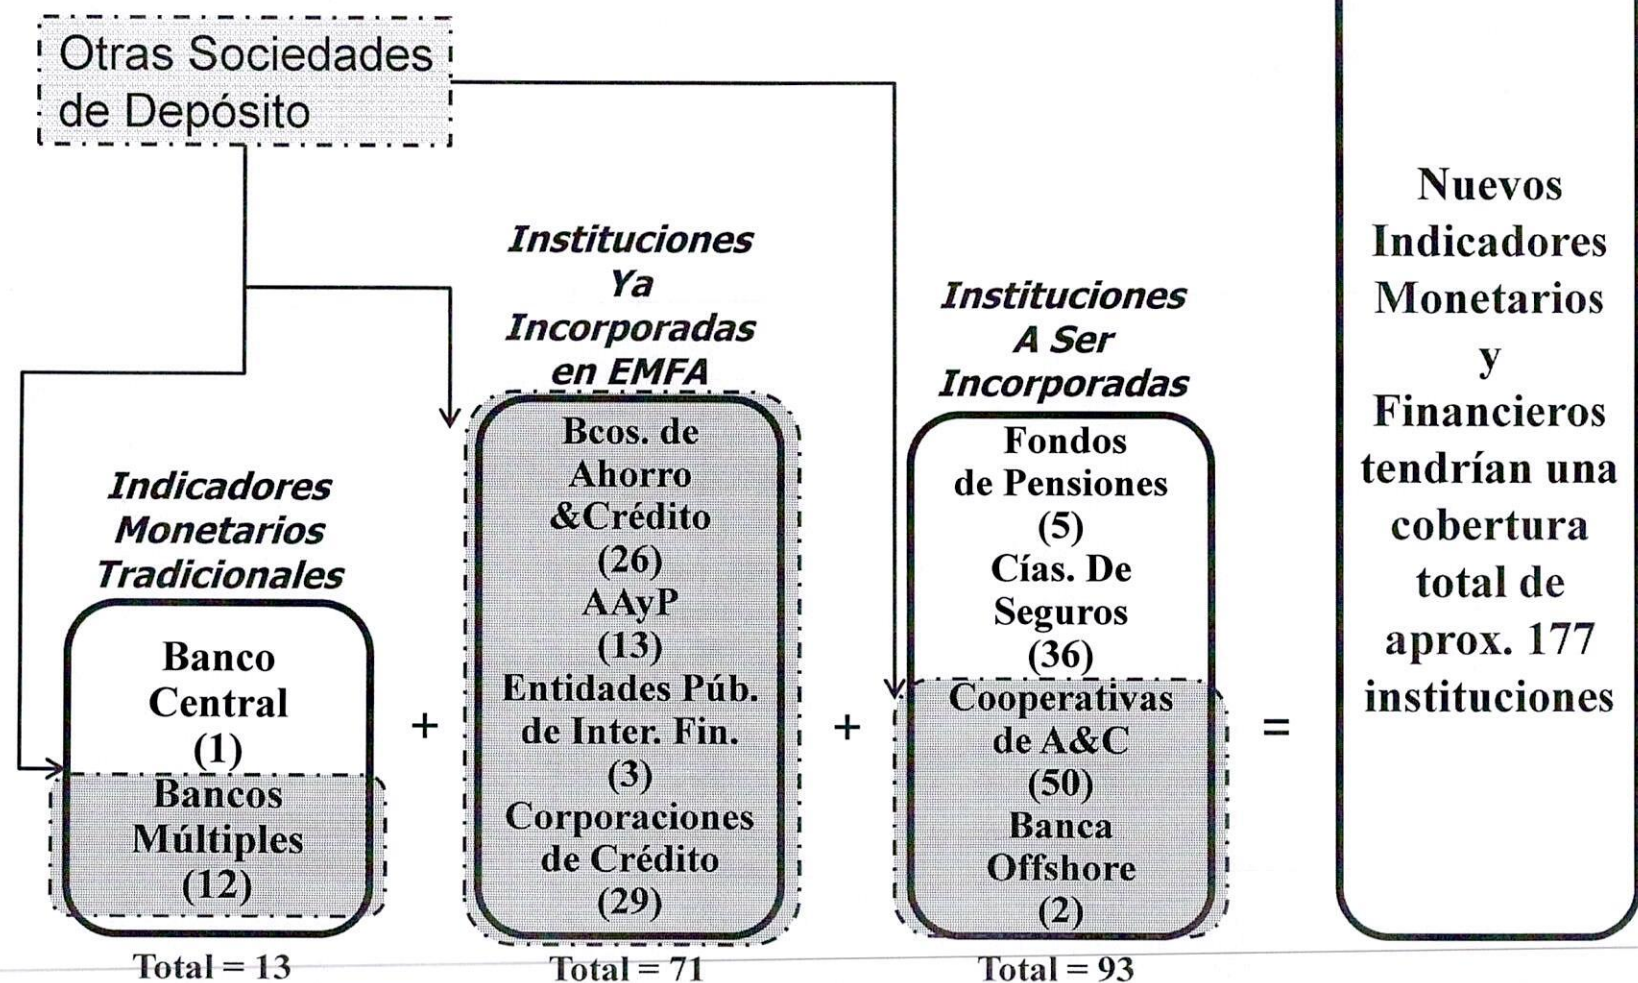 Otras Sociedades
de Depósito
Indicadores
Monetarios
Tradicionales
Banco
Central
(1)
Bancos
Múltiples
(12)
Total = 13
+
Instituciones
Ya
Incorporadas
en EMFA
Bcos. de
Ahorro
&Crédito
(26)
AAyP
(13)
Entidades Púb.
de Inter. Fin.
(3)
Corporaciones
de Crédito
(29)
Total = 71
+
Instituciones
A Ser
Incorporadas
Fondos
de Pensiones
(5)
Cías. De
Seguros
(36)
Cooperativas
de A&C
(50)
Banca
Offshore
(2)
Total = 93
=
Nuevos
Indicadores
Monetarios
y
Financieros
tendrían una
cobertura
total de
aprox. 177
instituciones